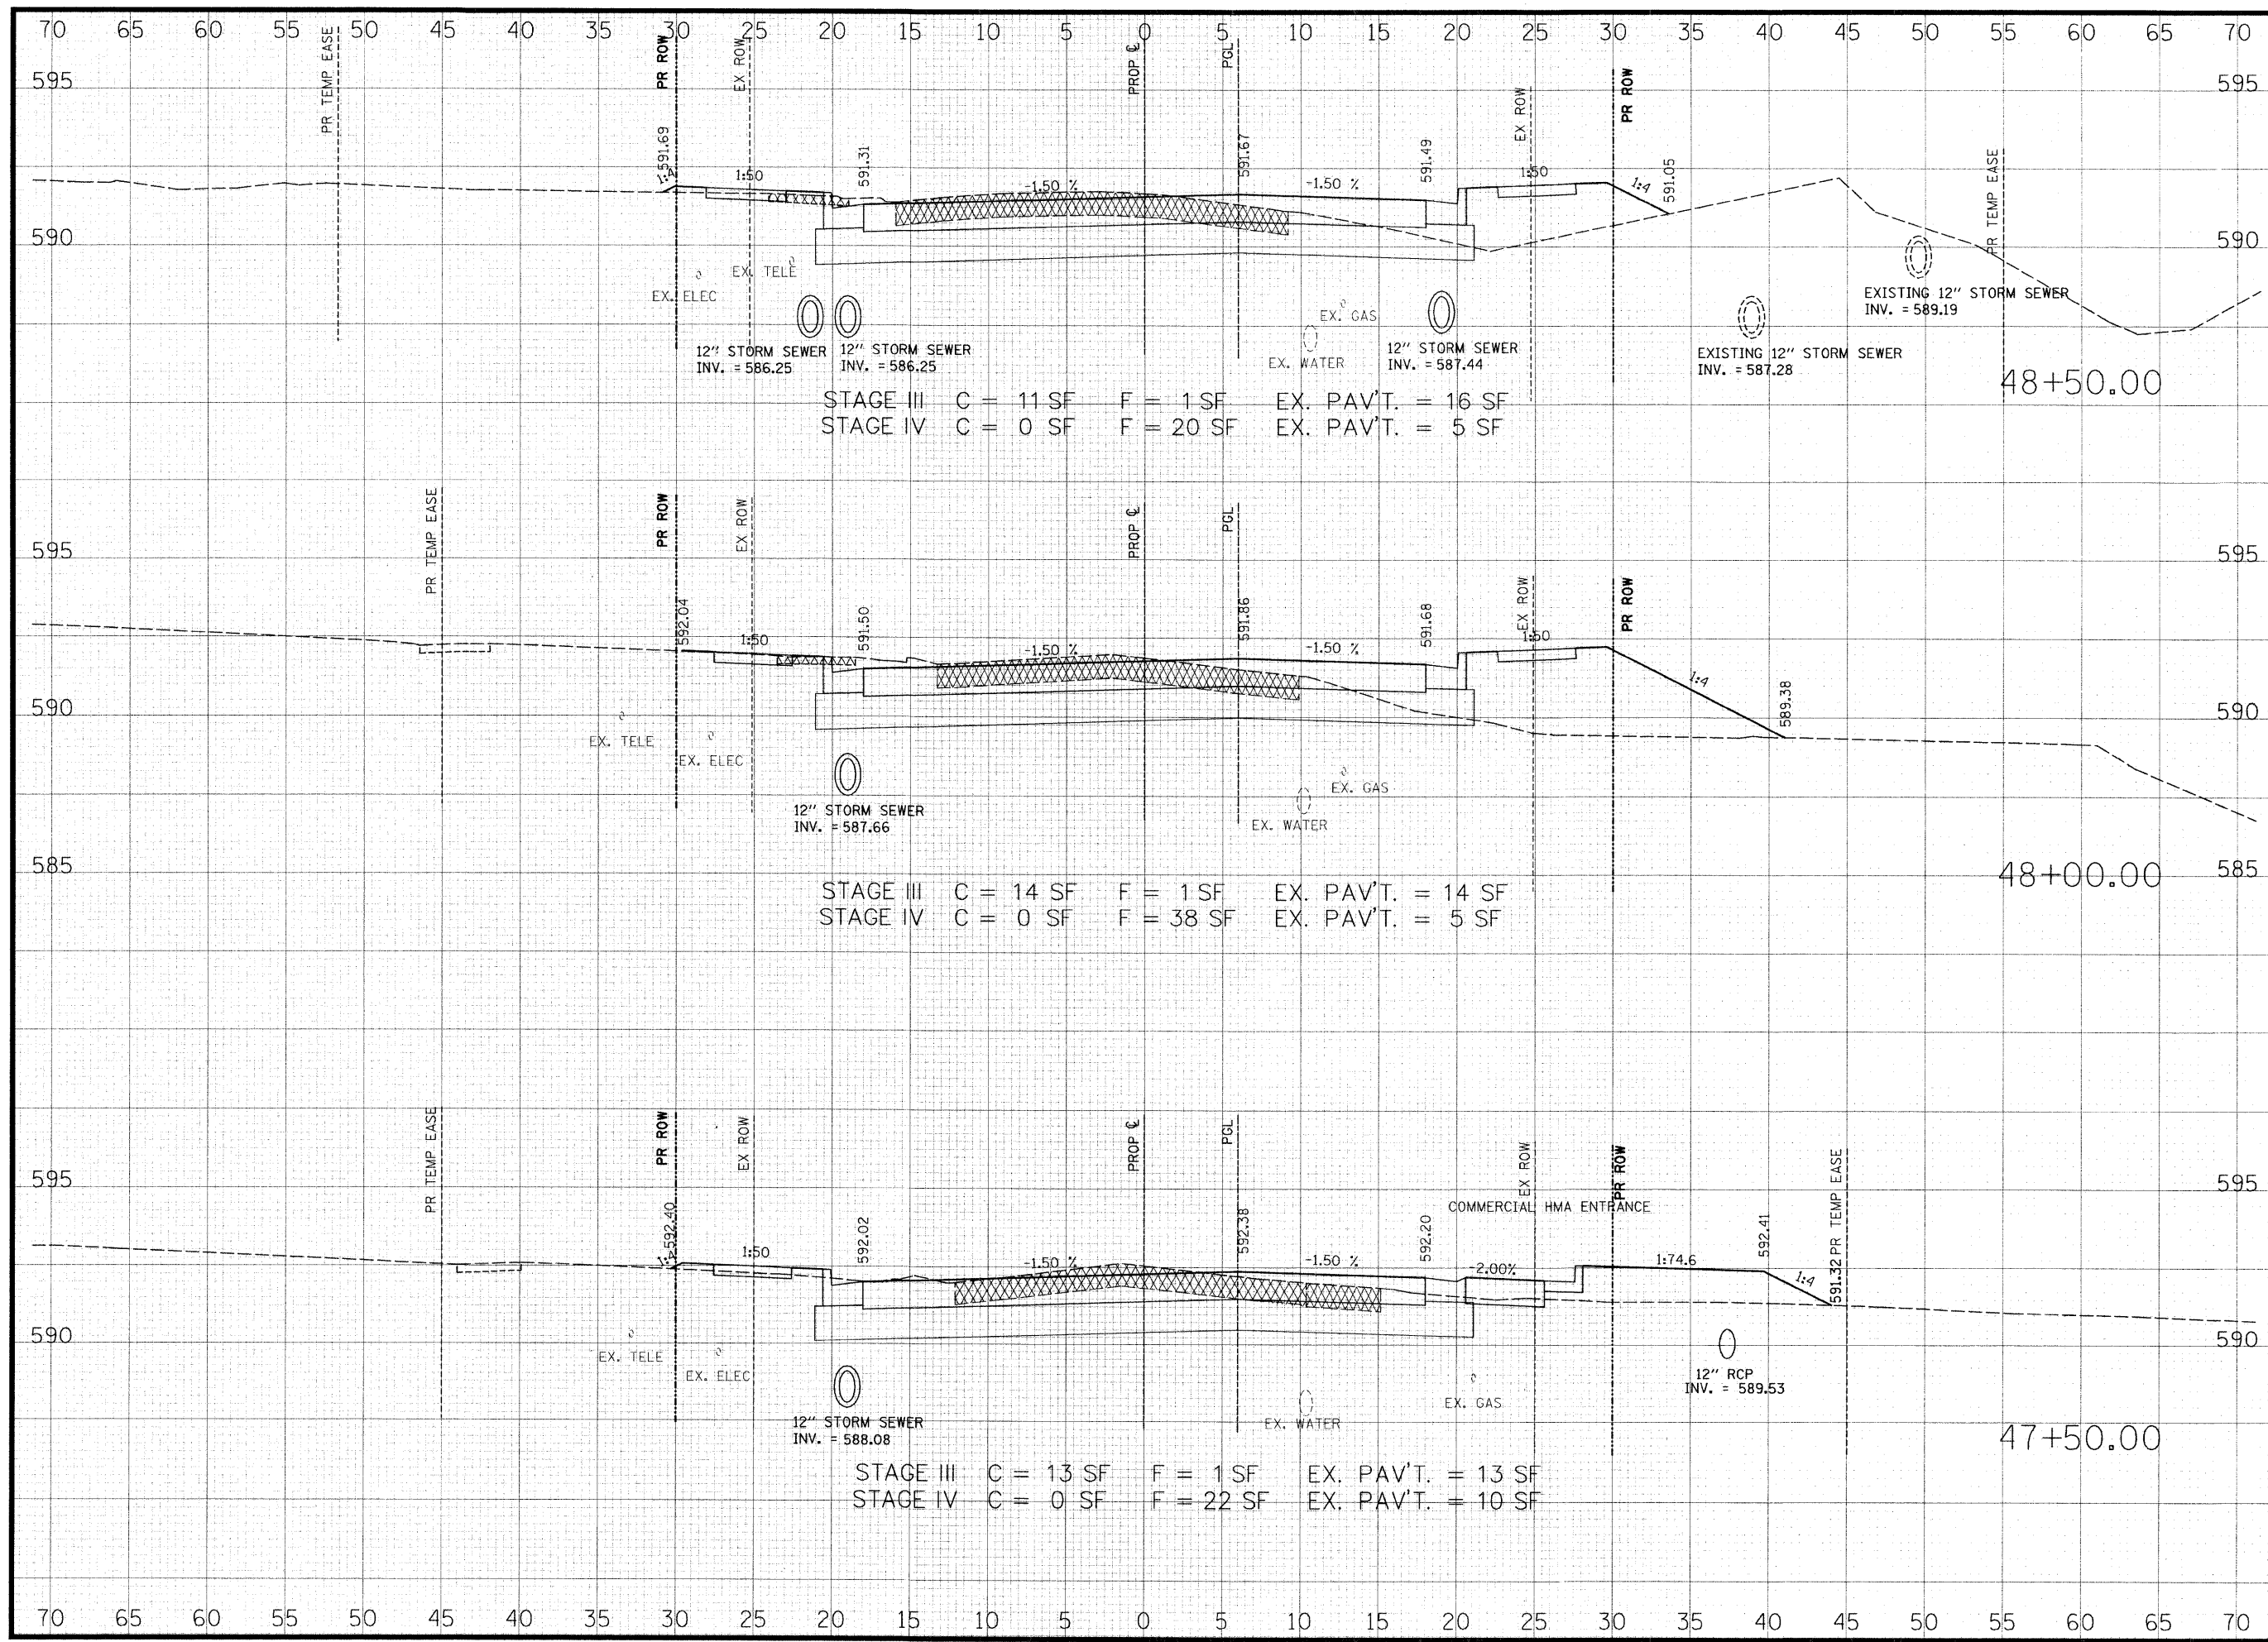 70 65 60 55 50 45 40 35 30 25 20 15 10 5 0 5 10 15 20 25 30 35 40 45 50 55 60 65 70
PR TEMP EASE
PR ROW
EX ROW
PROP ℄
PGL
EX ROW
PR ROW
PR TEMP EASE
595 595
591.69
591.31
591.67
591.49
591.05
1:4
1:50
-1.50 %
-1.50 %
1:50
1:4
590 590
EX. ELEC
EX. TELE
EX. GAS
EX. WATER
12" STORM SEWER
INV. = 586.25
12" STORM SEWER
INV. = 586.25
12" STORM SEWER
INV. = 587.44
EXISTING 12" STORM SEWER
INV. = 587.28
EXISTING 12" STORM SEWER
INV. = 589.19
48+50.00
STAGE III C = 11 SF F = 1 SF EX. PAV'T. = 16 SF
STAGE IV C = 0 SF F = 20 SF EX. PAV'T. = 5 SF
PR TEMP EASE
PR ROW
EX ROW
PROP ℄
PGL
EX ROW
PR ROW
595 595
592.04
591.50
591.86
591.68
589.38
1:50
-1.50 %
-1.50 %
1:50
1:4
590 590
EX. TELE
EX. ELEC
EX. GAS
EX. WATER
12" STORM SEWER
INV. = 587.66
585 585
48+00.00
STAGE III C = 14 SF F = 1 SF EX. PAV'T. = 14 SF
STAGE IV C = 0 SF F = 38 SF EX. PAV'T. = 5 SF
PR TEMP EASE
PR ROW
EX ROW
PROP ℄
PGL
EX ROW
PR ROW
PR TEMP EASE
595 595
COMMERCIAL HMA ENTRANCE
592.40
592.02
592.38
592.20
592.41
591.32
1:50
-1.50 %
-1.50 %
-2.00%
1:74.6
1:4
590 590
EX. TELE
EX. ELEC
EX. GAS
EX. WATER
12" STORM SEWER
INV. = 588.08
12" RCP
INV. = 589.53
47+50.00
STAGE III C = 13 SF F = 1 SF EX. PAV'T. = 13 SF
STAGE IV C = 0 SF F = 22 SF EX. PAV'T. = 10 SF
70 65 60 55 50 45 40 35 30 25 20 15 10 5 0 5 10 15 20 25 30 35 40 45 50 55 60 65 70